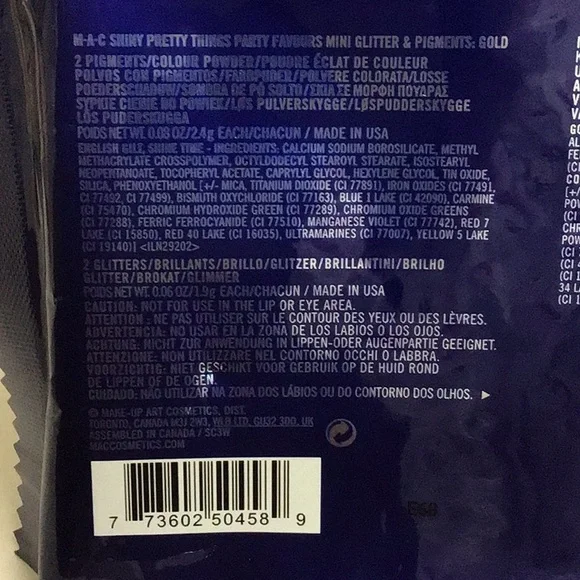 M·A·C SHINY PRETTY THINGS PARTY FAVOURS MINI GLITTER & PIGMENTS: GOLD
2 PIGMENTS/COLOUR POWDER/POUDRE ÉCLAT DE COULEUR
POLVOS CON PIGMENTOS/FARBPUDER/POLVERE COLORATA/LOSSE
POEDERSCHADUW/SOMBRA DE PÓ SOLTO/ΣΚΙΑ ΣΕ ΜΟΡΦΗ ΠΟΥΔΡΑΣ
SYPKIE CIENIE DO POWIEK/LØS PULVERSKYGGE/LØSPUDDERSKYGGE
LÖS PUDERSKUGGA
POIDS NET WT. 0.08 OZ/2.4g EACH/CHACUN / MADE IN USA
ENGLISH GILT, SHINE TIME - INGREDIENTS: CALCIUM SODIUM BOROSILICATE, METHYL
METHACRYLATE CROSSPOLYMER, OCTYLDODECYL STEAROYL STEARATE, ISOSTEARYL
NEOPENTANOATE, TOCOPHERYL ACETATE, CAPRYLYL GLYCOL, HEXYLENE GLYCOL, TIN OXIDE,
SILICA, PHENOXYETHANOL [+/- MICA, TITANIUM DIOXIDE (CI 77891), IRON OXIDES (CI 77491,
CI 77492, CI 77499), BISMUTH OXYCHLORIDE (CI 77163), BLUE 1 LAKE (CI 42090), CARMINE
(CI 75470), CHROMIUM HYDROXIDE GREEN (CI 77289), CHROMIUM OXIDE GREENS
(CI 77288), FERRIC FERROCYANIDE (CI 77510), MANGANESE VIOLET (CI 77742), RED 7
LAKE (CI 15850), RED 40 LAKE (CI 16035), ULTRAMARINES (CI 77007), YELLOW 5 LAKE
(CI 19140)] <ILN29202>
2 GLITTERS/BRILLANTS/BRILLO/GLITZER/BRILLANTINI/BRILHO
GLITTER/BROKAT/GLIMMER
POIDS NET WT. 0.06 OZ/1.9g EACH/CHACUN / MADE IN USA
CAUTION: NOT FOR USE IN THE LIP OR EYE AREA.
ATTENTION : NE PAS UTILISER SUR LE CONTOUR DES YEUX OU DES LÈVRES.
ADVERTENCIA: NO USAR EN LA ZONA DE LOS LABIOS O LOS OJOS.
ACHTUNG: NICHT ZUR ANWENDUNG IN LIPPEN-ODER AUGENPARTIE GEEIGNET.
ATTENZIONE: NON UTILIZZARE NEL CONTORNO OCCHI O LABBRA.
VOORZICHTIG: NIET GESCHIKT VOOR GEBRUIK OP DE HUID ROND
DE LIPPEN OF DE OGEN.
CUIDADO: NÃO UTILIZAR NA ZONA DOS LÁBIOS OU DO CONTORNO DOS OLHOS. ►
© MAKE-UP ART COSMETICS, DIST.
TORONTO, CANADA M3J 2W3, WLB LTD, GU32 3DD, UK
ASSEMBLED IN CANADA / SC3W
MACCOSMETICS.COM
7 73602 50458 9